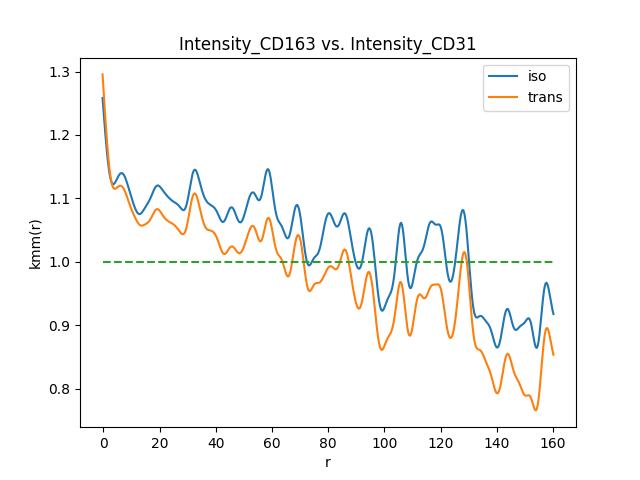 Intensity_CD163 vs. Intensity_CD31
iso
trans
kmm(r)
1.3
1.2
1.1
1.0
0.9
0.8
0 20 40 60 80 100 120 140 160
r